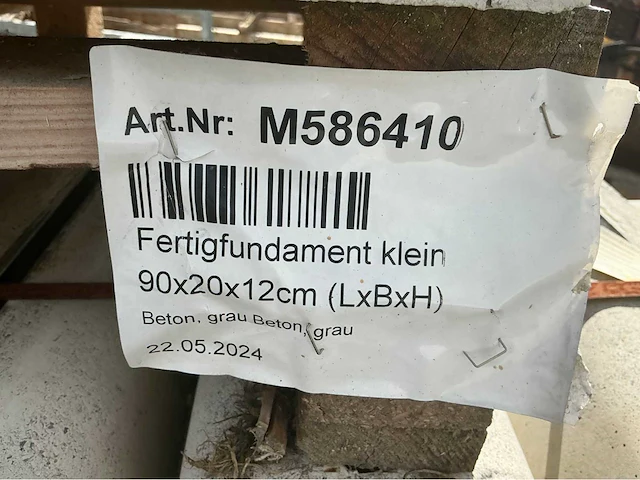 Art.Nr: M586410
Fertigfundament klein
90x20x12cm (LxBxH)
Beton, grau Beton, grau
22.05.2024